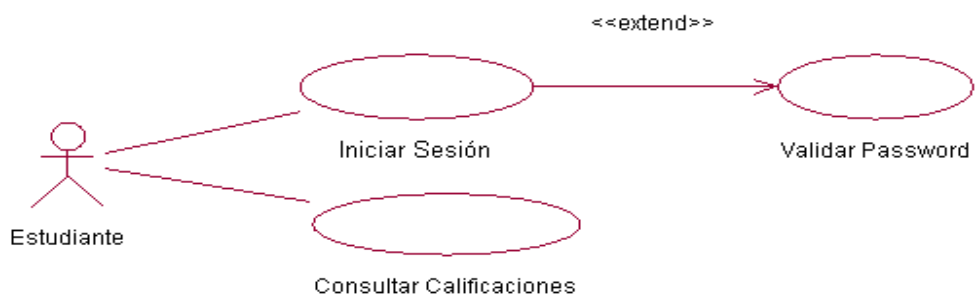 <<extend>>
Iniciar Sesión
Validar Password
Estudiante
Consultar Calificaciones